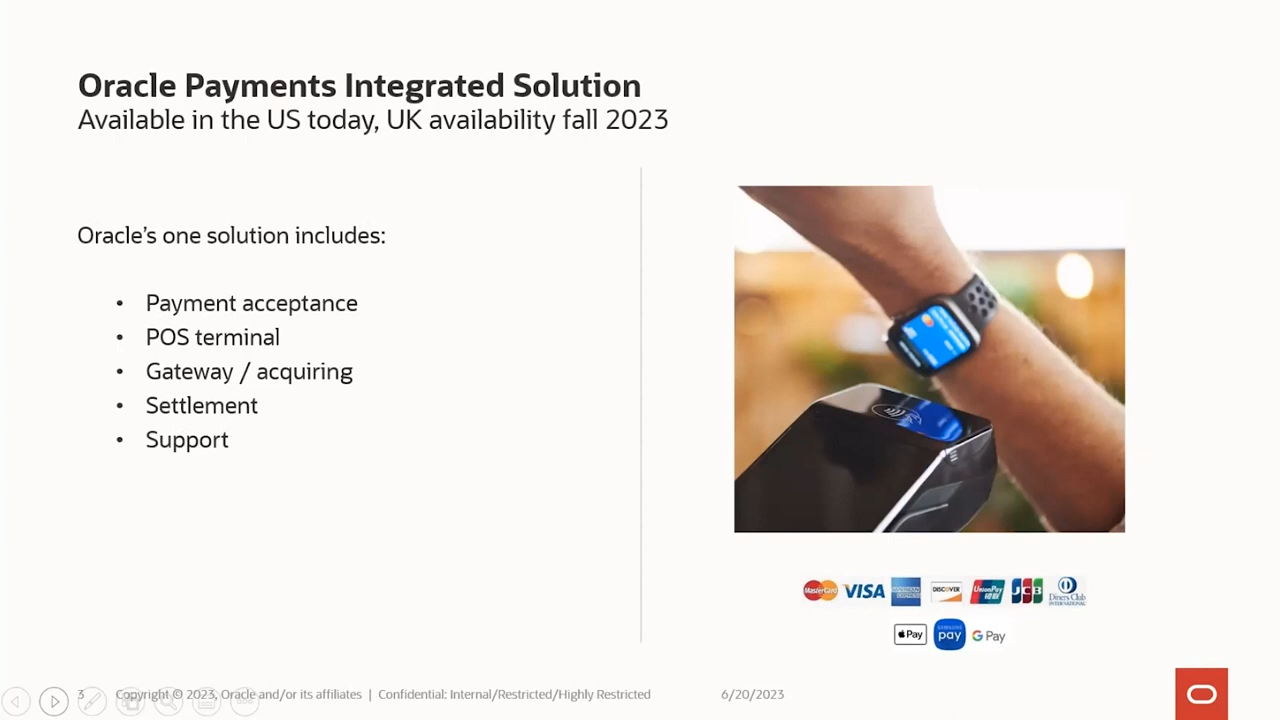 Oracle Payments Integrated Solution
Available in the US today, UK availability fall 2023
Oracle’s one solution includes:
• Payment acceptance
• POS terminal
• Gateway / acquiring
• Settlement
• Support
MasterCard VISA AMERICAN EXPRESS DISCOVER UnionPay 银联 JCB Diners Club INTERNATIONAL
Pay SAMSUNG pay G Pay
3 Copyright © 2023, Oracle and/or its affiliates | Confidential: Internal/Restricted/Highly Restricted 6/20/2023